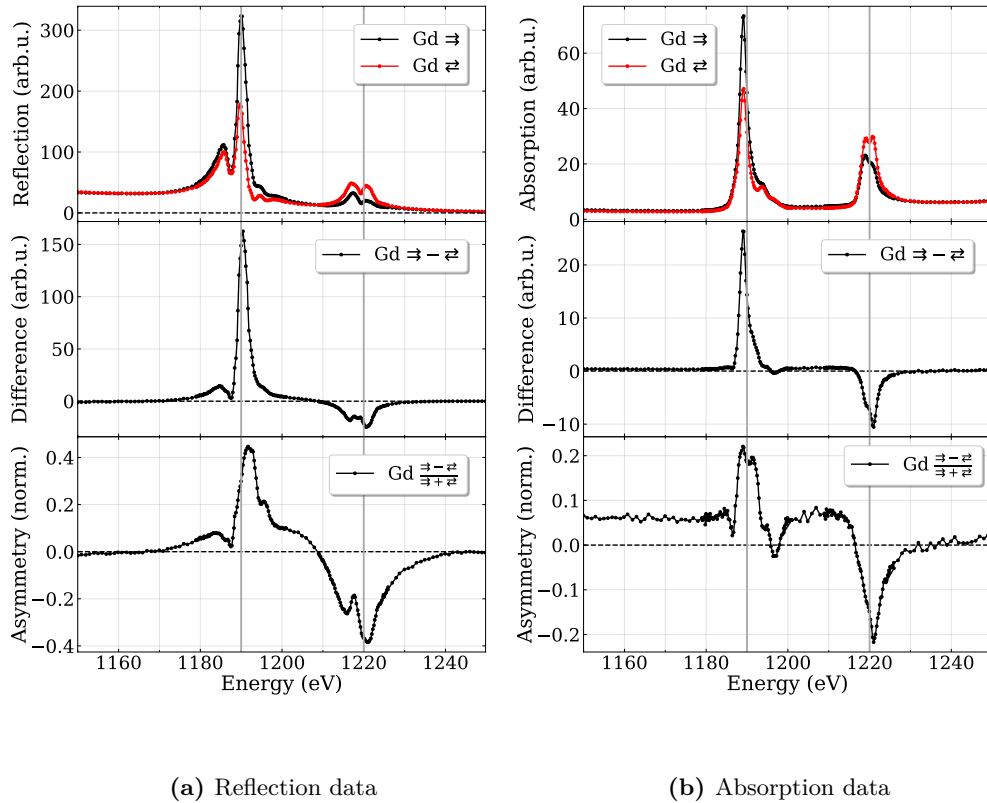 300
200
100
0
Reflection (arb.u.)
Gd ⇉
Gd ⇄
150
100
50
0
Difference (arb.u.)
Gd ⇉ − ⇄
0.4
0.2
0.0
−0.2
−0.4
Asymmetry (norm.)
Gd ⇉ − ⇄ / ⇉ + ⇄
1160 1180 1200 1220 1240
Energy (eV)
60
40
20
0
Absorption (arb.u.)
Gd ⇉
Gd ⇄
20
10
0
−10
Difference (arb.u.)
Gd ⇉ − ⇄
0.2
0.1
0.0
−0.1
−0.2
Asymmetry (norm.)
Gd ⇉ − ⇄ / ⇉ + ⇄
1160 1180 1200 1220 1240
Energy (eV)
(a) Reflection data
(b) Absorption data